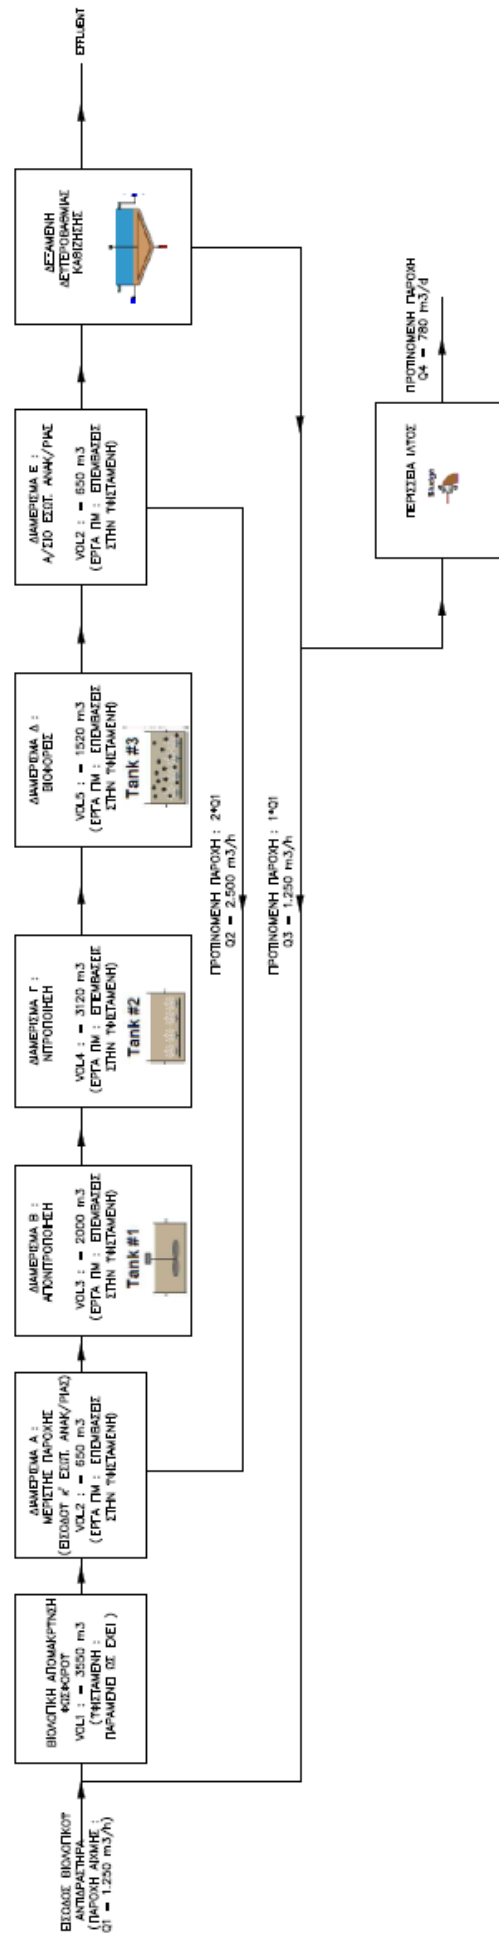 ΕΙΣΟΔΟΣ ΒΙΟΛΟΓΙΚΟΥ
ΑΝΤΙΔΡΑΣΤΗΡΑ
(ΠΑΡΟΧΗ ΑΙΧΜΗΣ :
Q1 = 1.250 m3/h)
ΒΙΟΛΟΓΙΚΗ ΑΠΟΜΑΚΡΥΝΣΗ
ΦΩΣΦΟΡΟΥ
VOL1 : = 3550 m3
(ΥΦΙΣΤΑΜΕΝΗ :
ΠΑΡΑΜΕΝΕΙ ΩΣ ΕΧΕΙ )
ΔΙΑΜΕΡΙΣΜΑ Α :
ΜΕΡΙΣΤΗΣ ΠΑΡΟΧΗΣ
(ΕΙΣΟΔΟΥ κ' ΕΣΩΤ. ΑΝΑΚ/ΡΙΑΣ)
VOL2 : = 650 m3
(ΕΡΓΑ ΠΜ : ΕΠΕΜΒΑΣΕΙΣ
ΣΤΗΝ ΥΦΙΣΤΑΜΕΝΗ)
ΔΙΑΜΕΡΙΣΜΑ Β :
ΑΠΟΝΙΤΡΟΠΟΙΗΣΗ
VOL3 : = 2000 m3
(ΕΡΓΑ ΠΜ : ΕΠΕΜΒΑΣΕΙΣ
ΣΤΗΝ ΥΦΙΣΤΑΜΕΝΗ)
Tank #1
ΔΙΑΜΕΡΙΣΜΑ Γ :
ΝΙΤΡΟΠΟΙΗΣΗ
VOL4 : = 3120 m3
(ΕΡΓΑ ΠΜ : ΕΠΕΜΒΑΣΕΙΣ
ΣΤΗΝ ΥΦΙΣΤΑΜΕΝΗ)
Tank #2
ΔΙΑΜΕΡΙΣΜΑ Δ :
ΒΙΟΦΟΡΕΙΣ
VOL5 : = 1520 m3
(ΕΡΓΑ ΠΜ : ΕΠΕΜΒΑΣΕΙΣ
ΣΤΗΝ ΥΦΙΣΤΑΜΕΝΗ)
Tank #3
ΔΙΑΜΕΡΙΣΜΑ Ε :
Α/ΣΙΟ ΕΣΩΤ. ΑΝΑΚ/ΡΙΑΣ
VOL2 : = 650 m3
(ΕΡΓΑ ΠΜ : ΕΠΕΜΒΑΣΕΙΣ
ΣΤΗΝ ΥΦΙΣΤΑΜΕΝΗ)
ΔΕΞΑΜΕΝΗ
ΔΕΥΤΕΡΟΒΑΘΜΙΑΣ
ΚΑΘΙΖΗΣΗΣ
EFFLUENT
ΠΡΟΤΙΝΟΜΕΝΗ ΠΑΡΟΧΗ : 2*Q1
Q2 = 2.500 m3/h
ΠΡΟΤΙΝΟΜΕΝΗ ΠΑΡΟΧΗ : 1*Q1
Q3 = 1.250 m3/h
ΠΕΡΙΣΣΕΙΑ ΙΛΥΟΣ
Sludge
ΠΡΟΤΙΝΟΜΕΝΗ ΠΑΡΟΧΗ
Q4 = 780 m3/d